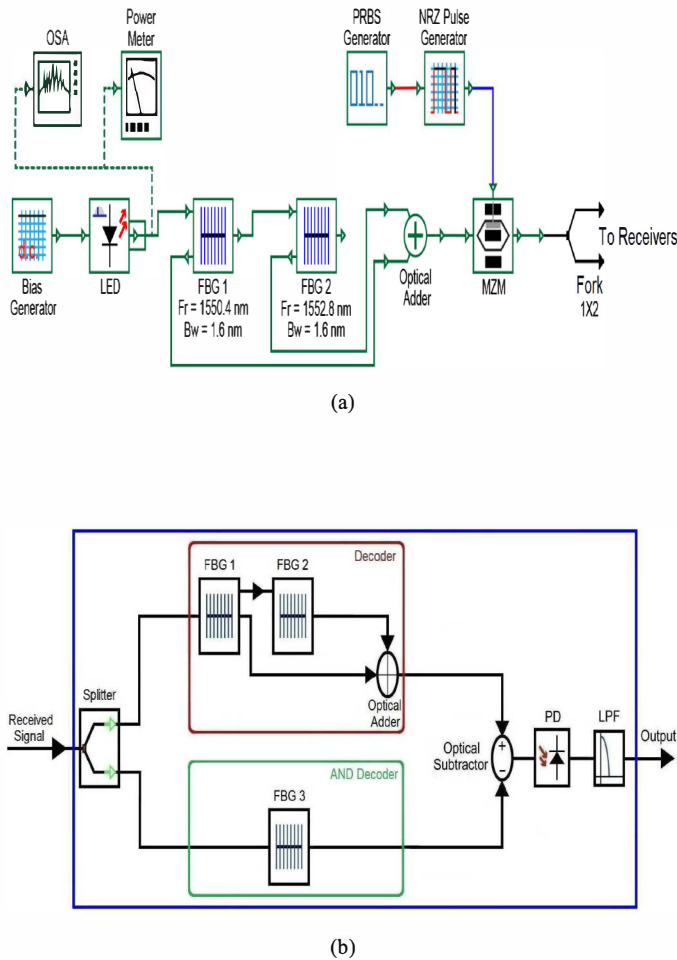 OSA
Power
Meter
PRBS
Generator
NRZ Pulse
Generator
dc
Bias
Generator
LED
FBG 1
Fr = 1550.4 nm
Bw = 1.6 nm
FBG 2
Fr = 1552.8 nm
Bw = 1.6 nm
Optical
Adder
MZM
To Receivers
Fork
1X2
(a)
Decoder
FBG 1
FBG 2
Optical
Adder
Splitter
Received
Signal
AND Decoder
FBG 3
Optical
Subtractor
+
-
PD
LPF
Output
(b)